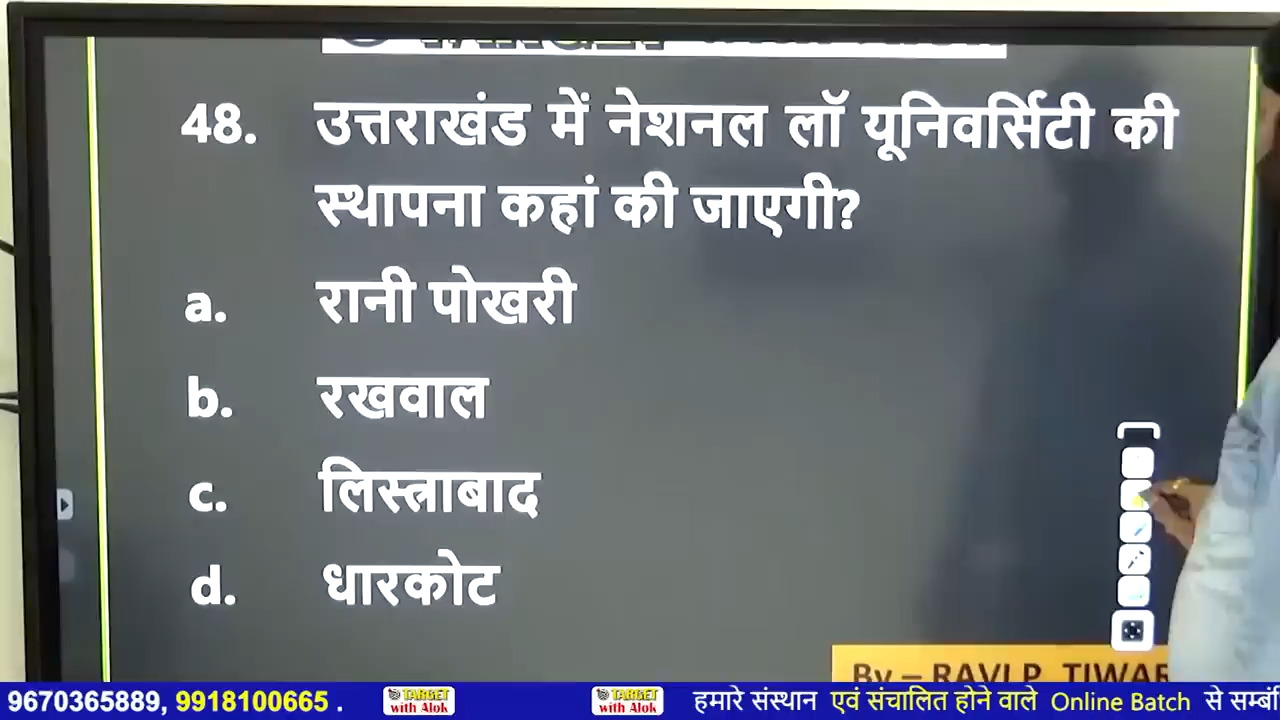 48. उत्तराखंड में नेशनल लॉ यूनिवर्सिटी की
स्थापना कहां की जाएगी?
a. रानी पोखरी
b. रखवाल
c. लिस्त्राबाद
d. धारकोट
By – RAVI P. TIWAR
9670365889, 9918100665 . TARGET with Alok TARGET with Alok हमारे संस्थान एवं संचालित होने वाले Online Batch से सम्बं